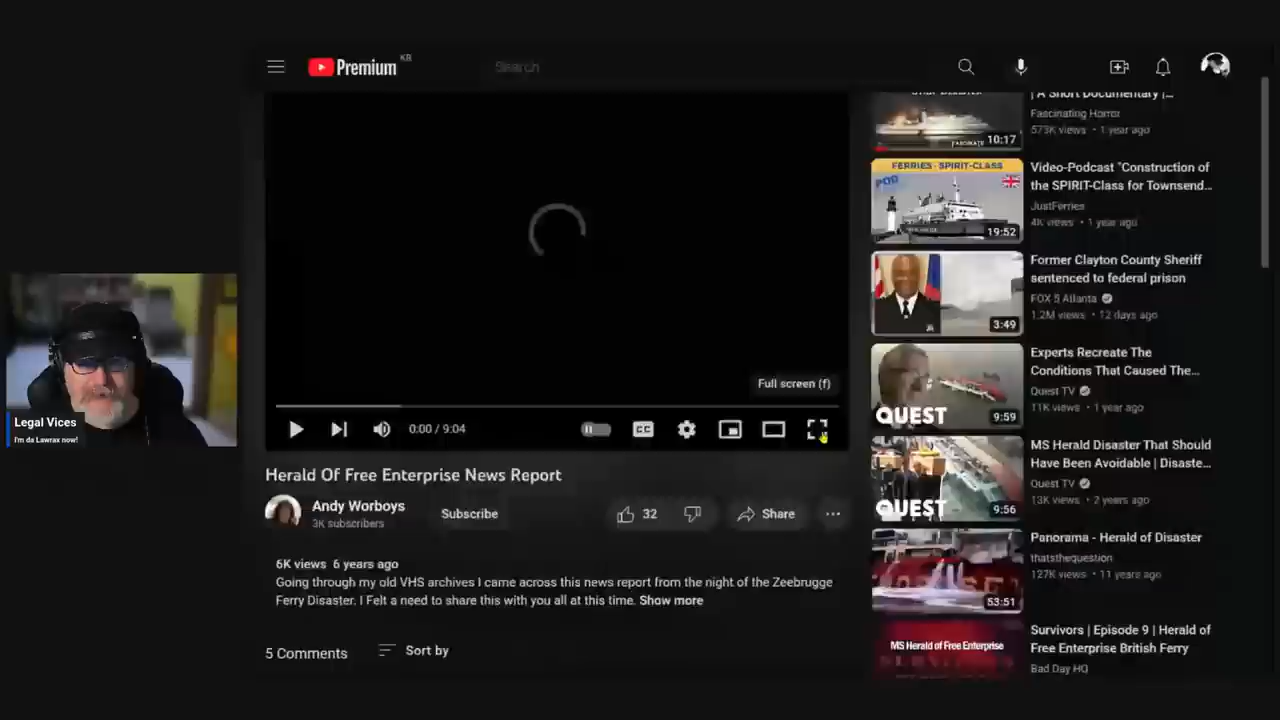 Premium KR
Search
Full screen (f)
0:00 / 9:04
CC
Herald Of Free Enterprise News Report
Andy Worboys
3K subscribers
Subscribe
32
Share
6K views 6 years ago
Going through my old VHS archives I came across this news report from the night of the Zeebrugge
Ferry Disaster. I Felt a need to share this with you all at this time. Show more
5 Comments
Sort by
Legal Vices
I'm da Lawrax now!
| A Short Documentary |...
Fascinating Horror
573K views • 1 year ago
10:17
FERRIES - SPIRIT-CLASS
POD
19:52
Video-Podcast "Construction of
the SPIRIT-Class for Townsend...
JustFerries
4K views • 1 year ago
3:49
Former Clayton County Sheriff
sentenced to federal prison
FOX 5 Atlanta
1.2M views • 12 days ago
QUEST
9:59
Experts Recreate The
Conditions That Caused The...
Quest TV
11K views • 1 year ago
QUEST
9:56
MS Herald Disaster That Should
Have Been Avoidable | Disaste...
Quest TV
13K views • 2 years ago
53:51
Panorama - Herald of Disaster
thatsthequestion
127K views • 11 years ago
MS Herald of Free Enterprise
Survivors | Episode 9 | Herald of
Free Enterprise British Ferry
Bad Day HQ